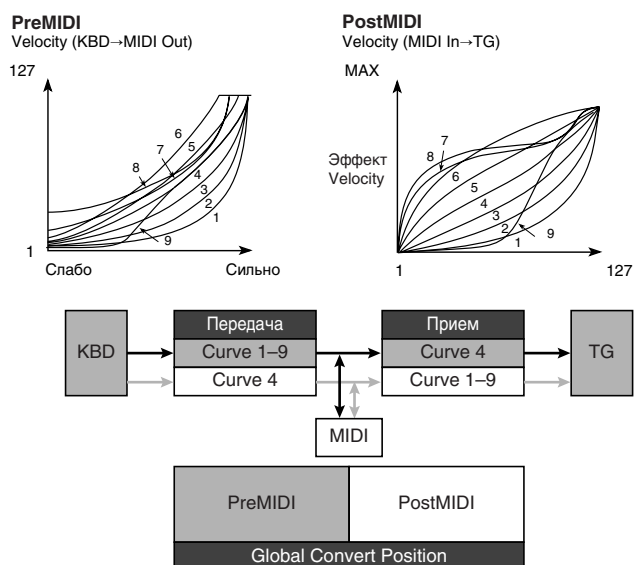 PreMIDI
Velocity (KBD→MIDI Out)
127
6
5
7
8
4
3
2
1
9
1
Слабо
Сильно
PostMIDI
Velocity (MIDI In→TG)
MAX
Эффект
Velocity
8
7
6
5
4
3
2
1
9
1
127
KBD
Передача
Curve 1–9
Curve 4
Прием
Curve 4
Curve 1–9
TG
MIDI
PreMIDI
PostMIDI
Global Convert Position